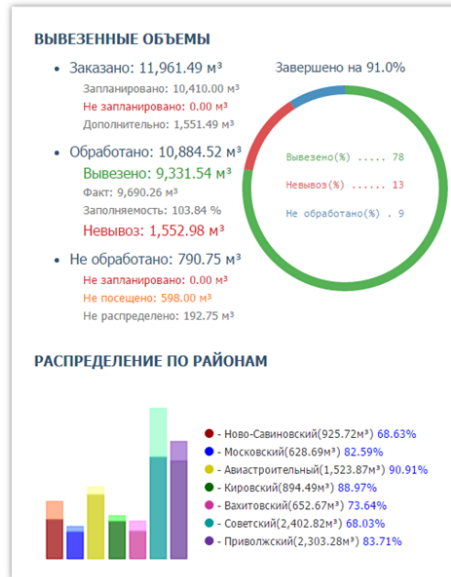 ВЫВЕЗЕННЫЕ ОБЪЕМЫ
• Заказано: 11,961.49 м³
Запланировано: 10,410.00 м³
Не запланировано: 0.00 м³
Дополнительно: 1,551.49 м³
• Обработано: 10,884.52 м³
Вывезено: 9,331.54 м³
Факт: 9,690.26 м³
Заполняемость: 103.84 %
Невывоз: 1,552.98 м³
• Не обработано: 790.75 м³
Не запланировано: 0.00 м³
Не посещено: 598.00 м³
Не распределено: 192.75 м³
Завершено на 91.0%
Вывезено(%) ..... 78
Невывоз(%) ...... 13
Не обработано(%) . 9
РАСПРЕДЕЛЕНИЕ ПО РАЙОНАМ
- Ново-Савиновский(925.72м³) 68.63%
- Московский(628.69м³) 82.59%
- Авиастроительный(1,523.87м³) 90.91%
- Кировский(894.49м³) 88.97%
- Вахитовский(652.67м³) 73.64%
- Советский(2,402.82м³) 68.03%
- Приволжский(2,303.28м³) 83.71%